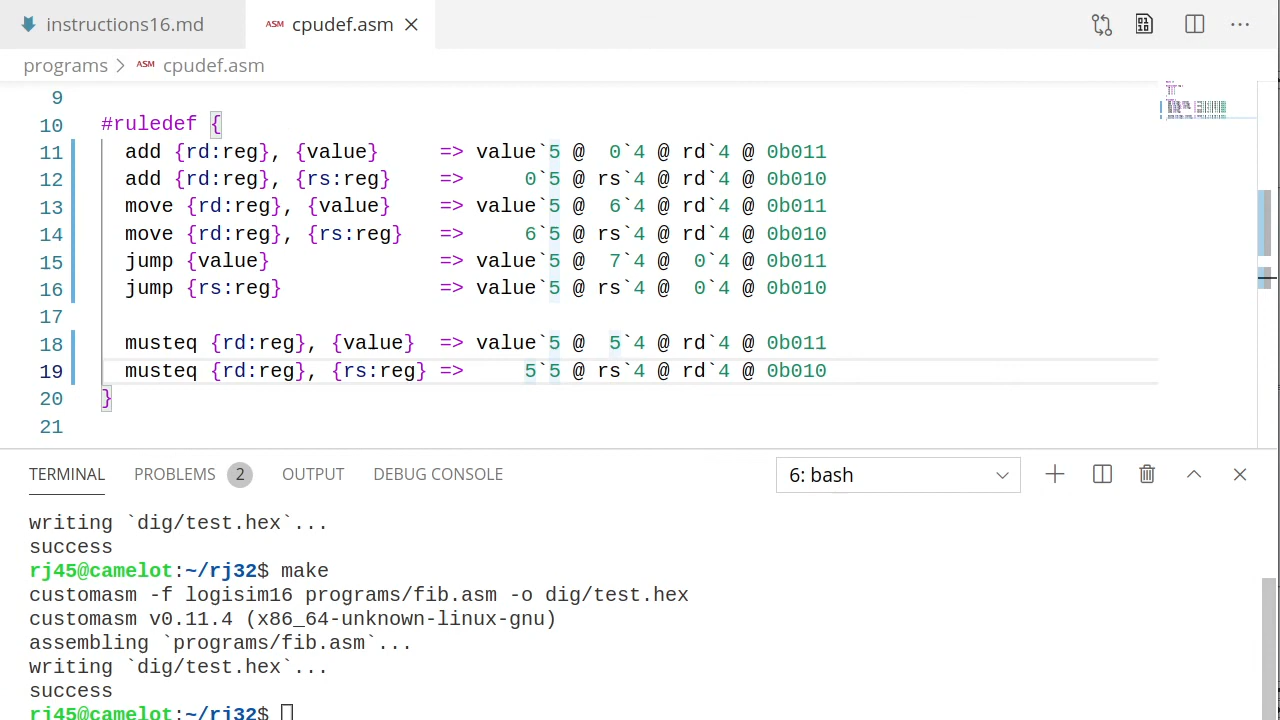 instructions16.md
ASM cpudef.asm
programs > ASM cpudef.asm
9
10 #ruledef {
11 add {rd:reg}, {value} => value`5 @ 0`4 @ rd`4 @ 0b011
12 add {rd:reg}, {rs:reg} => 0`5 @ rs`4 @ rd`4 @ 0b010
13 move {rd:reg}, {value} => value`5 @ 6`4 @ rd`4 @ 0b011
14 move {rd:reg}, {rs:reg} => 6`5 @ rs`4 @ rd`4 @ 0b010
15 jump {value} => value`5 @ 7`4 @ 0`4 @ 0b011
16 jump {rs:reg} => value`5 @ rs`4 @ 0`4 @ 0b010
17
18 musteq {rd:reg}, {value} => value`5 @ 5`4 @ rd`4 @ 0b011
19 musteq {rd:reg}, {rs:reg} => 5`5 @ rs`4 @ rd`4 @ 0b010
20 }
21
TERMINAL PROBLEMS 2 OUTPUT DEBUG CONSOLE 6: bash
writing `dig/test.hex`...
success
rj45@camelot:~/rj32$ make
customasm -f logisim16 programs/fib.asm -o dig/test.hex
customasm v0.11.4 (x86_64-unknown-linux-gnu)
assembling `programs/fib.asm`...
writing `dig/test.hex`...
success
rj45@camelot:~/rj32$